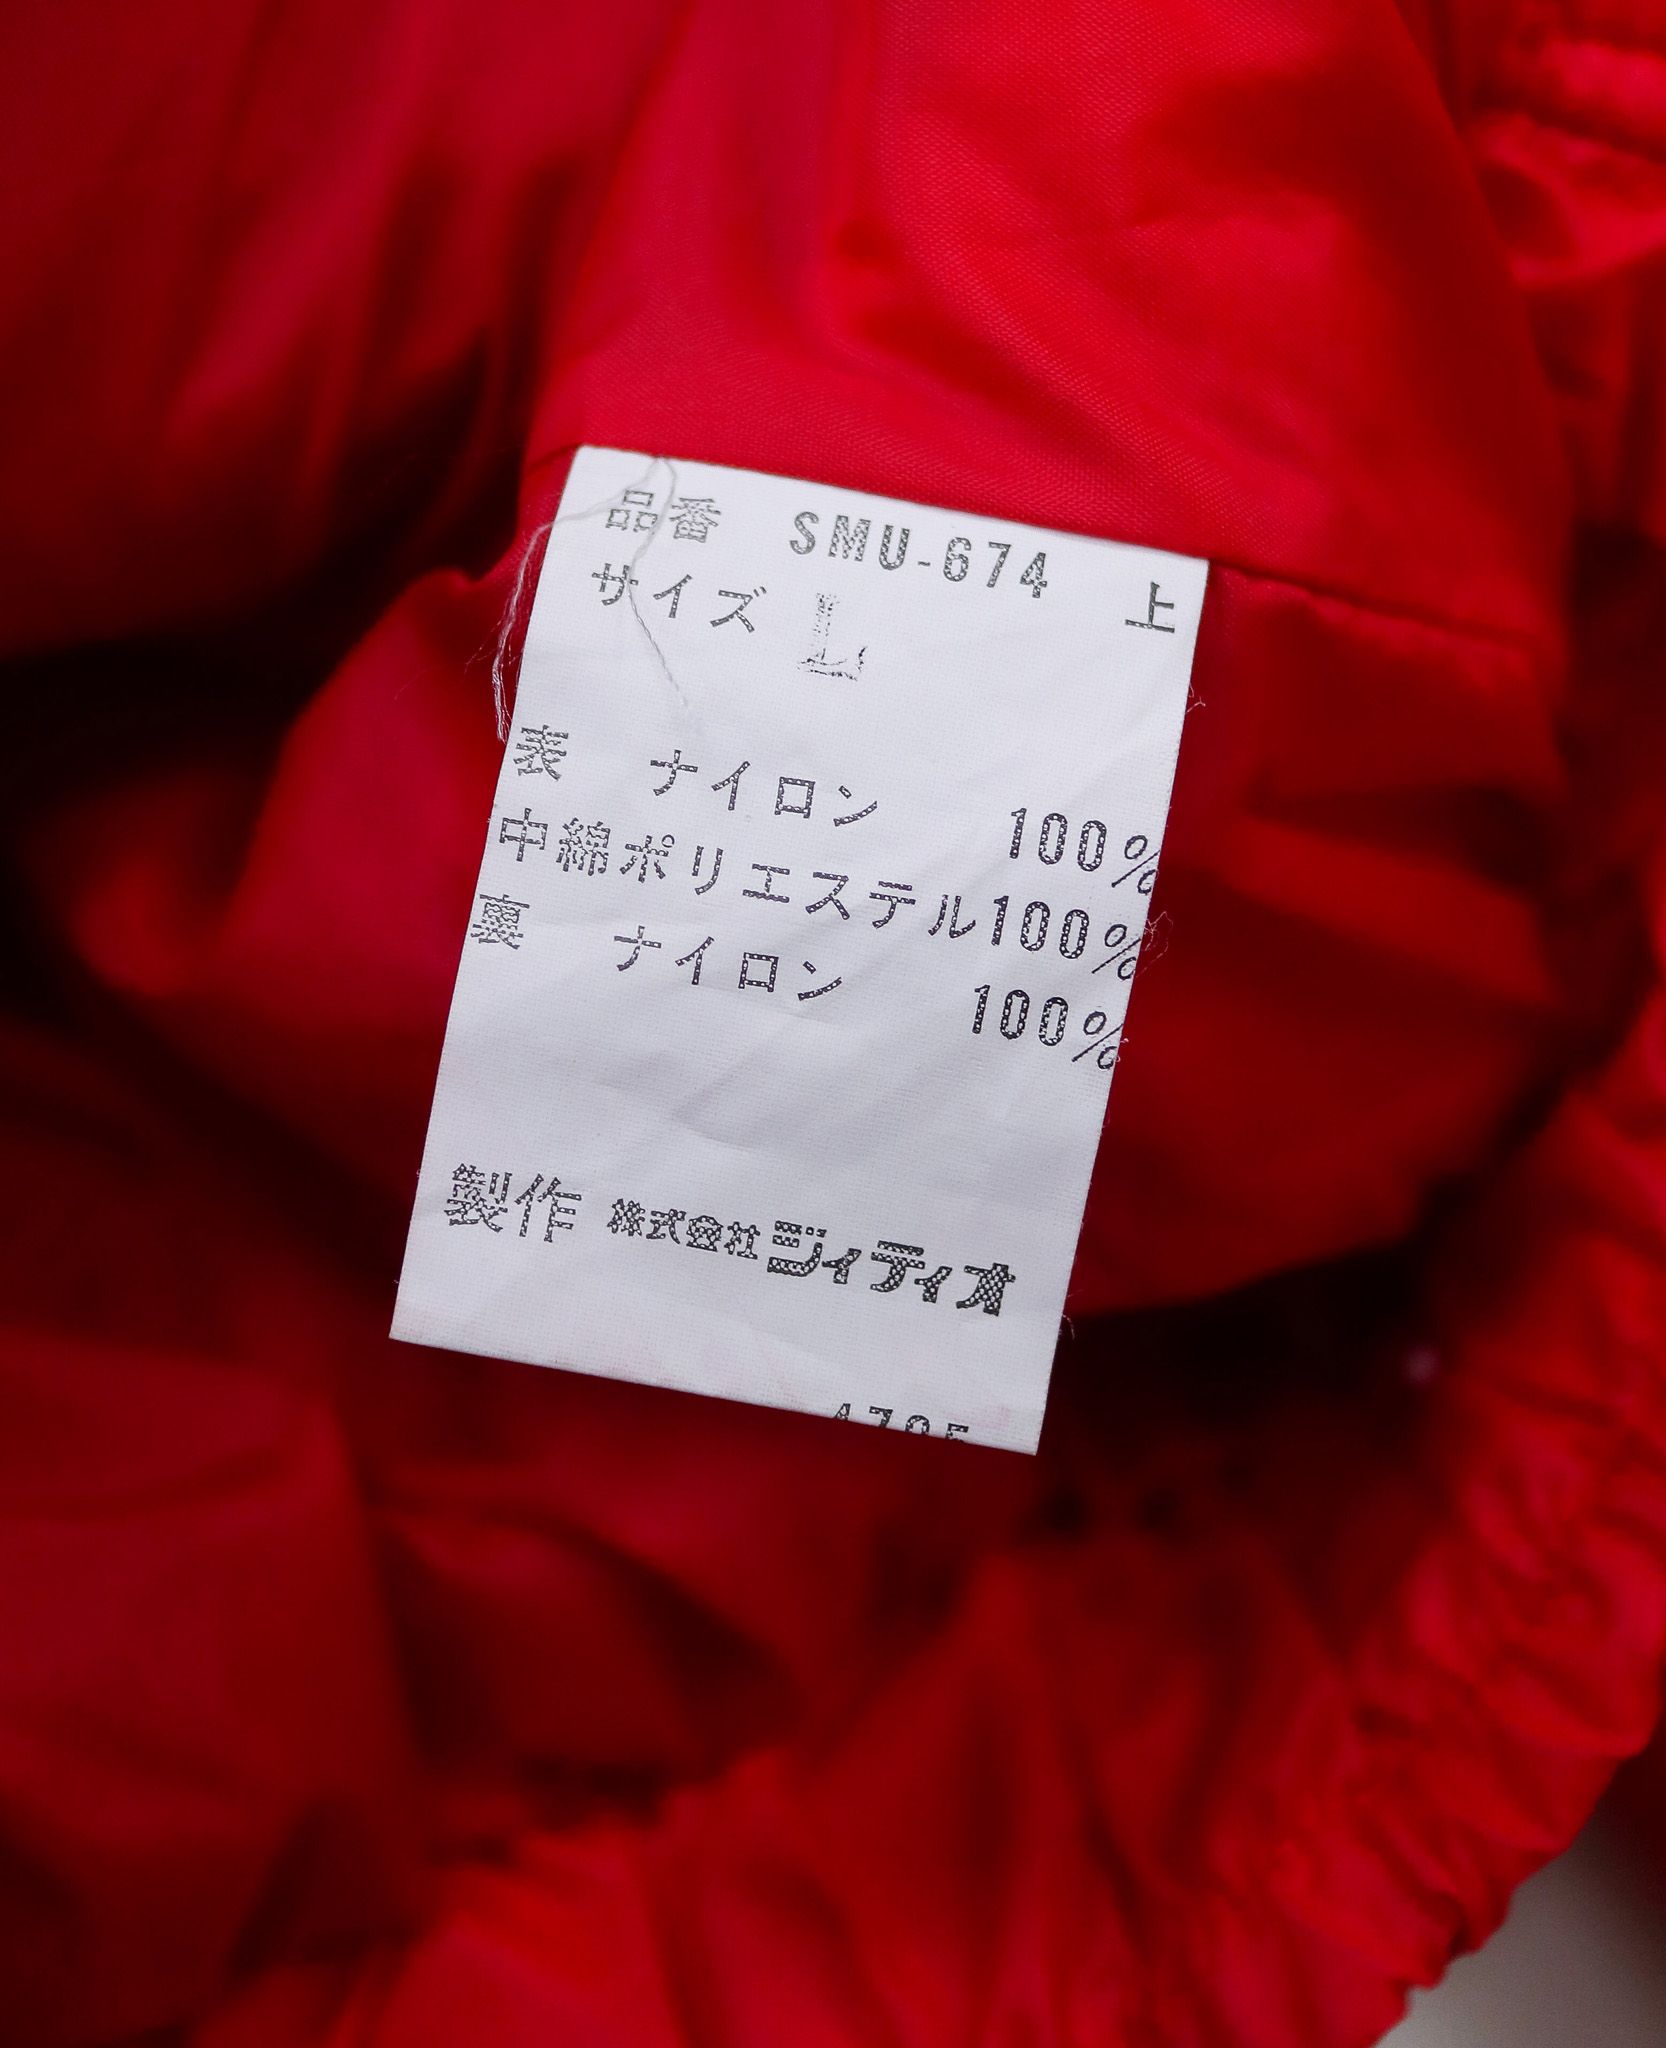 品番 SMU-674 上
サイズ L
表 ナイロン 100%
中綿ポリエステル100%
裏 ナイロン 100%
製作 株式会社ジィティオ